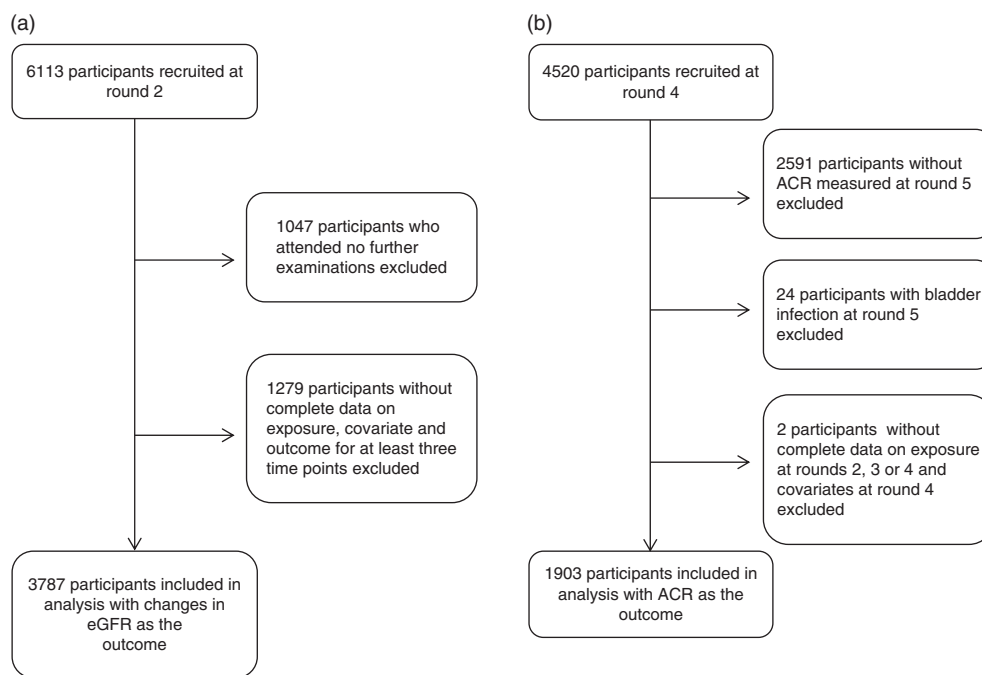 (a)
6113 participants recruited at
round 2
1047 participants who
attended no further
examinations excluded
1279 participants without
complete data on
exposure, covariate and
outcome for at least three
time points excluded
3787 participants included in
analysis with changes in
eGFR as the
outcome
(b)
4520 participants recruited at
round 4
2591 participants without
ACR measured at round 5
excluded
24 participants with bladder
infection at round 5
excluded
2 participants without
complete data on exposure
at rounds 2, 3 or 4 and
covariates at round 4
excluded
1903 participants included in
analysis with ACR as the
outcome